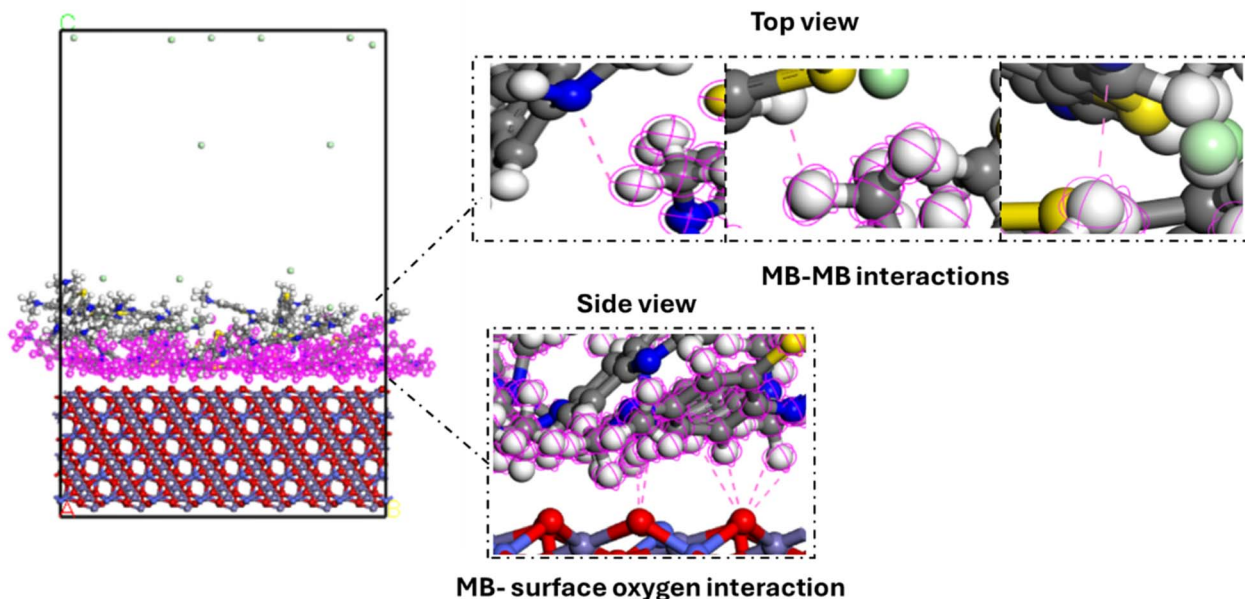 C
Top view
MB-MB interactions
Side view
A
B
MB- surface oxygen interaction